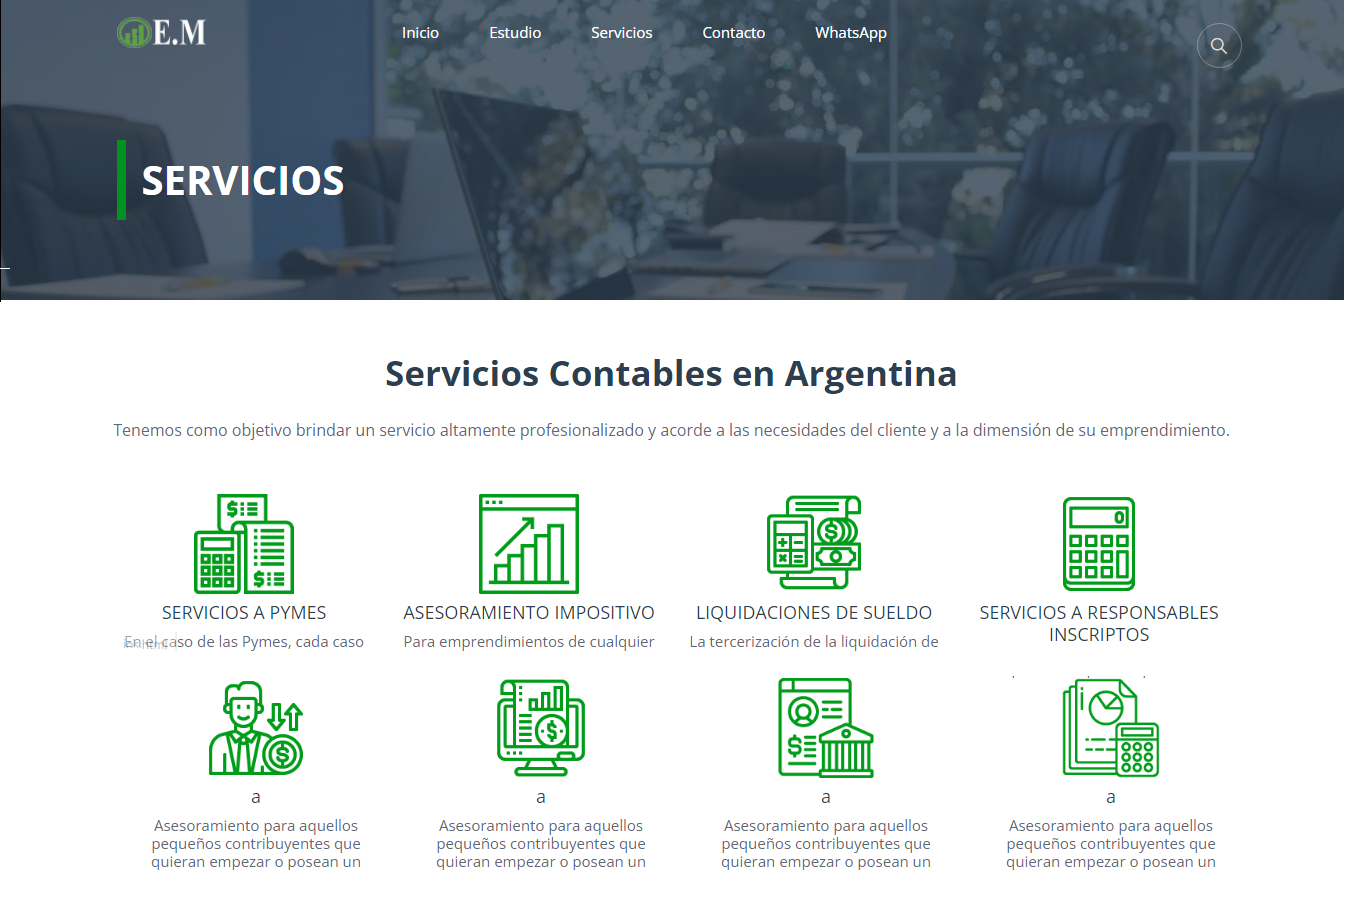 E.M
Inicio Estudio Servicios Contacto WhatsApp
SERVICIOS
Servicios Contables en Argentina
Tenemos como objetivo brindar un servicio altamente profesionalizado y acorde a las necesidades del cliente y a la dimensión de su emprendimiento.
SERVICIOS A PYMES
En el caso de las Pymes, cada caso
ASESORAMIENTO IMPOSITIVO
Para emprendimientos de cualquier
LIQUIDACIONES DE SUELDO
La tercerización de la liquidación de
SERVICIOS A RESPONSABLES
INSCRIPTOS
a
Asesoramiento para aquellos
pequeños contribuyentes que
quieran empezar o posean un
a
Asesoramiento para aquellos
pequeños contribuyentes que
quieran empezar o posean un
a
Asesoramiento para aquellos
pequeños contribuyentes que
quieran empezar o posean un
a
Asesoramiento para aquellos
pequeños contribuyentes que
quieran empezar o posean un